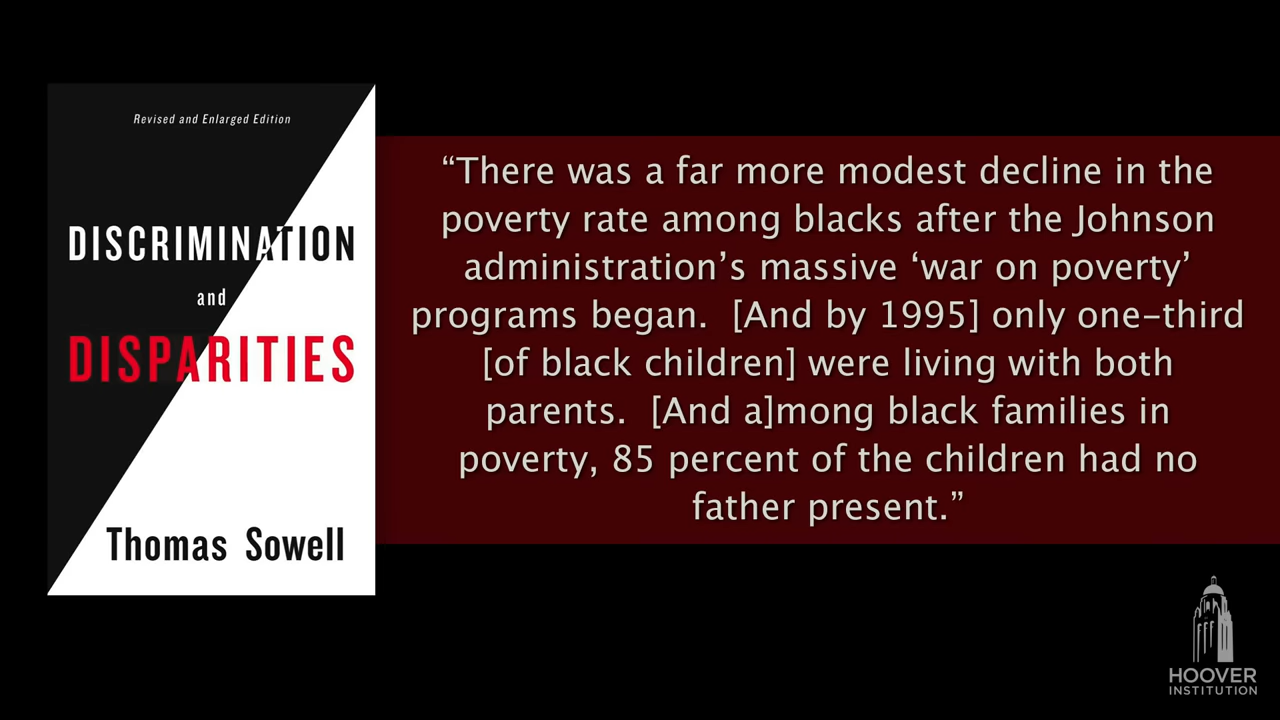 Revised and Enlarged Edition
DISCRIMINATION
and
DISPARITIES
Thomas Sowell
“There was a far more modest decline in the
poverty rate among blacks after the Johnson
administration’s massive ‘war on poverty’
programs began.  [And by 1995] only one–third
[of black children] were living with both
parents.  [And a]mong black families in
poverty, 85 percent of the children had no
father present.”
HOOVER
INSTITUTION